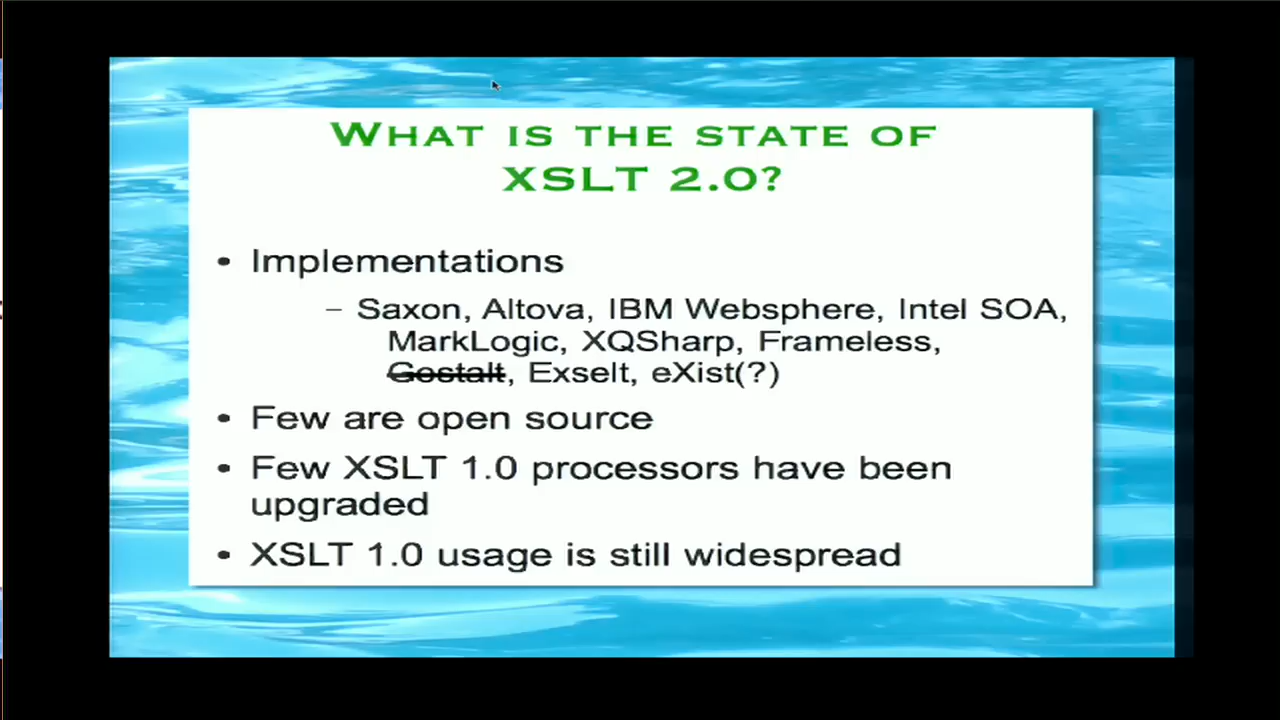 WHAT IS THE STATE OF
XSLT 2.0?
• Implementations
– Saxon, Altova, IBM Websphere, Intel SOA,
MarkLogic, XQSharp, Frameless,
Gestalt, Exselt, eXist(?)
• Few are open source
• Few XSLT 1.0 processors have been
upgraded
• XSLT 1.0 usage is still widespread